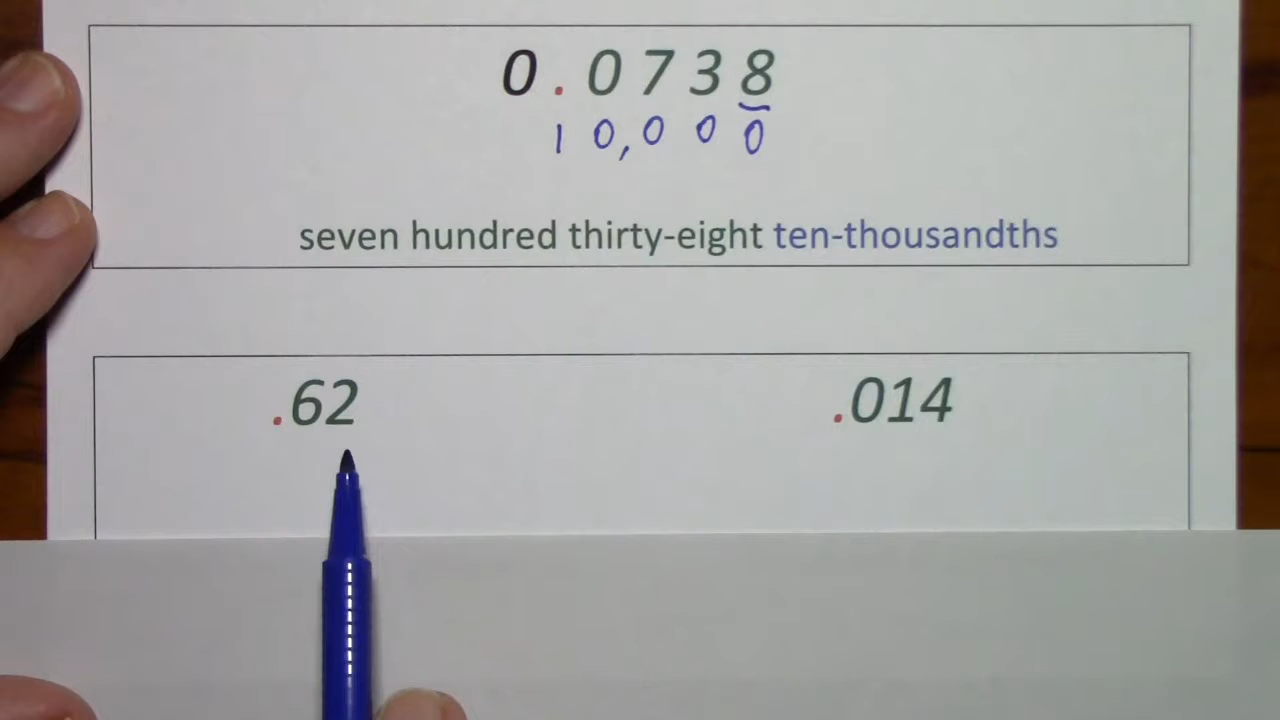 0.0738
10,000
seven hundred thirty-eight ten-thousandths
.62 .014